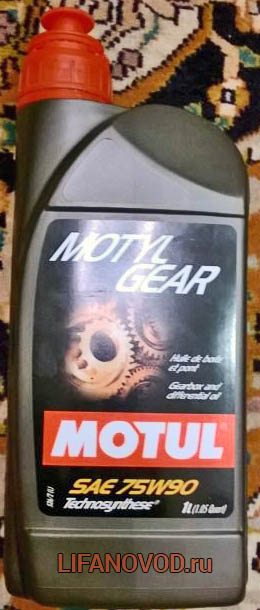 MOTYL
GEAR
Huile de boîte
et pont
Gearbox and
differential oil
MOTUL
SAE 75W90
Technosynthese®
1L (1.05 Quart)
LIFANOVOD.ru